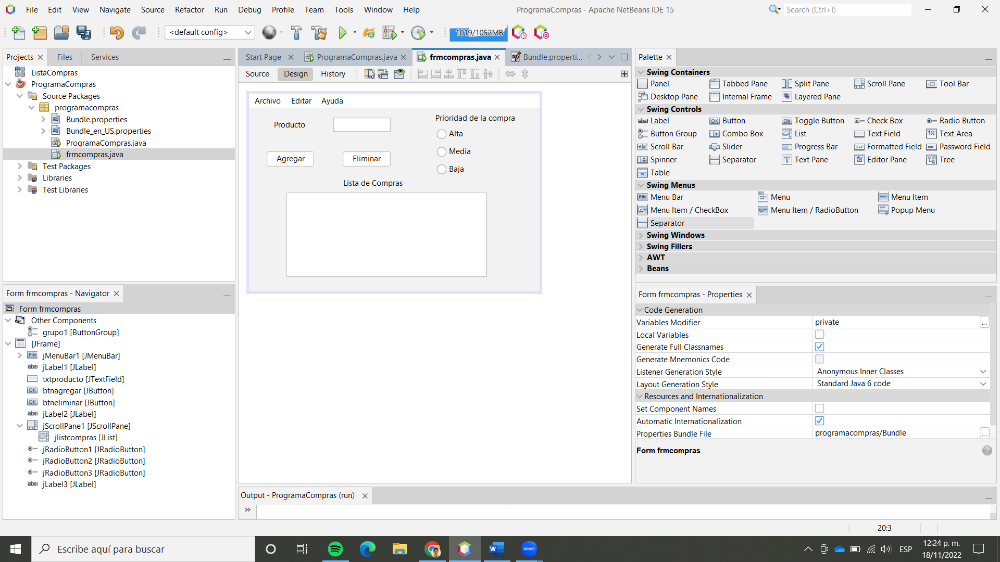 File Edit View Navigate Source Refactor Run Debug Profile Team Tools Window Help ProgramaCompras - Apache NetBeans IDE 15 Search (Ctrl+I)
<default config> 1019/1052MB
Projects Files Services
ListaCompras
ProgramaCompras
Source Packages
programacompras
Bundle.properties
Bundle_en_US.properties
ProgramaCompras.java
frmcompras.java
Test Packages
Libraries
Test Libraries
Form frmcompras - Navigator
Form frmcompras
Other Components
grupo1 [ButtonGroup]
[JFrame]
jMenuBar1 [JMenuBar]
jLabel1 [JLabel]
txtproducto [JTextField]
btnagregar [JButton]
btneliminar [JButton]
jLabel2 [JLabel]
jScrollPane1 [JScrollPane]
jlistcompras [JList]
jRadioButton1 [JRadioButton]
jRadioButton2 [JRadioButton]
jRadioButton3 [JRadioButton]
jLabel3 [JLabel]
Start Page ProgramaCompras.java frmcompras.java Bundle.properti...
Source Design History
Archivo Editar Ayuda
Producto
Prioridad de la compra
Alta
Media
Baja
Agregar Eliminar
Lista de Compras
Output - ProgramaCompras (run)
Palette
Swing Containers
Panel Tabbed Pane Split Pane Scroll Pane Tool Bar
Desktop Pane Internal Frame Layered Pane
Swing Controls
Label Button Toggle Button Check Box Radio Button
Button Group Combo Box List Text Field Text Area
Scroll Bar Slider Progress Bar Formatted Field Password Field
Spinner Separator Text Pane Editor Pane Tree
Table
Swing Menus
Menu Bar Menu Menu Item
Menu Item / CheckBox Menu Item / RadioButton Popup Menu
Separator
Swing Windows
Swing Fillers
AWT
Beans
Form frmcompras - Properties
Code Generation
Variables Modifier private ...
Local Variables
Generate Full Classnames
Generate Mnemonics Code
Listener Generation Style Anonymous Inner Classes
Layout Generation Style Standard Java 6 code
Resources and Internationalization
Set Component Names
Automatic Internationalization
Properties Bundle File programacompras/Bundle ...
Form frmcompras
20:3
Escribe aquí para buscar
zoom
ESP
12:24 p. m.
18/11/2022